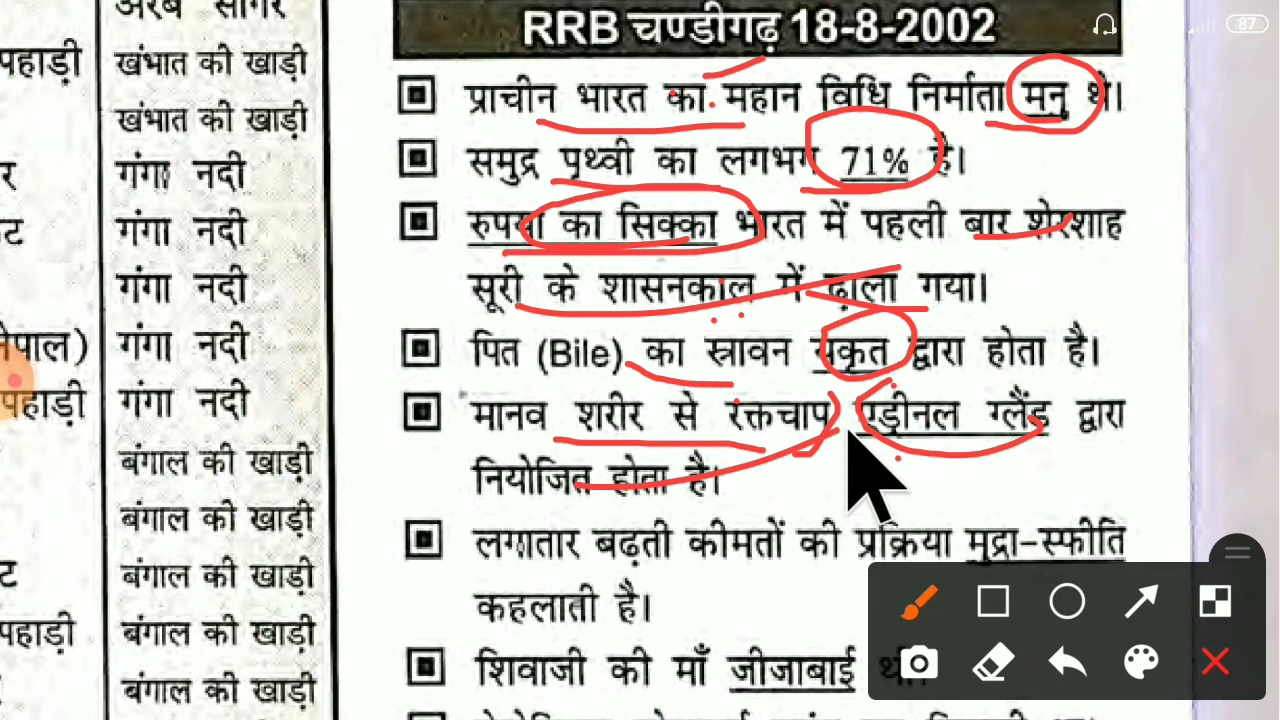 अरब सागर
पहाड़ी खंभात की खाड़ी
खंभात की खाड़ी
र गंगा नदी
ट गंगा नदी
गंगा नदी
नेपाल) गंगा नदी
पहाड़ी गंगा नदी
बंगाल की खाड़ी
बंगाल की खाड़ी
ट बंगाल की खाड़ी
पहाड़ी बंगाल की खाड़ी
बंगाल की खाड़ी
RRB चण्डीगढ़ 18-8-2002
87
प्राचीन भारत का महान विधि निर्माता मनु थे।
समुद्र पृथ्वी का लगभग 71% है।
रुपया का सिक्का भारत में पहली बार शेरशाह
सूरी के शासनकाल में ढ़ाला गया।
पित (Bile) का स्रावन यकृत द्वारा होता है।
मानव शरीर से रक्तचाप एड्रीनल ग्लैंड द्वारा
नियोजित होता है।
लगातार बढ़ती कीमतों की प्रक्रिया मुद्रा-स्फीति
कहलाती है।
शिवाजी की माँ जीजाबाई थी।